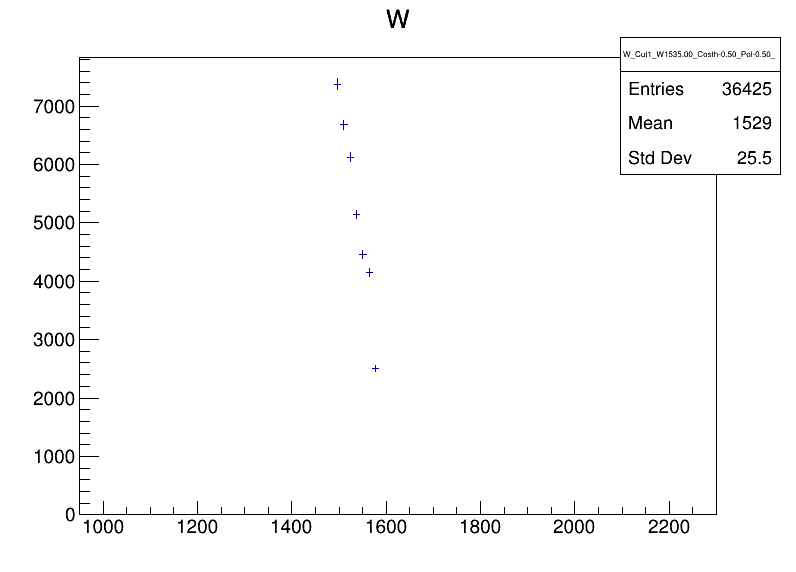 W
W_Cut1_W1535.00_Costh-0.50_Pol-0.50_
Entries 36425
Mean 1529
Std Dev 25.5
7000
6000
5000
4000
3000
2000
1000
0
1000 1200 1400 1600 1800 2000 2200